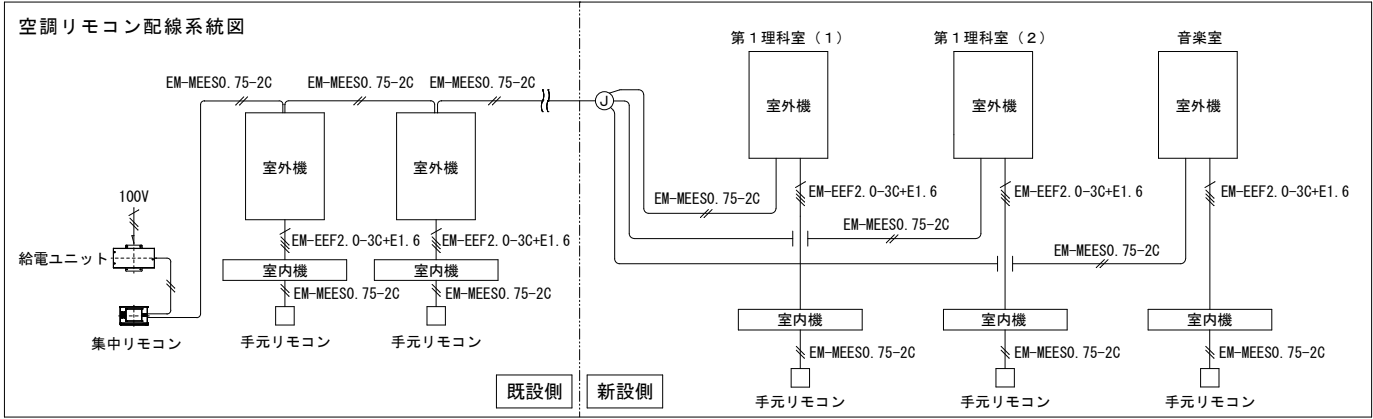 空調リモコン配線系統図
第1理科室（1）
第1理科室（2）
音楽室
EM-MEES0.75-2C
EM-MEES0.75-2C
EM-MEES0.75-2C
J
室外機
室外機
室外機
室外機
室外機
100V
EM-MEES0.75-2C
EM-EEF2.0-3C+E1.6
EM-EEF2.0-3C+E1.6
EM-EEF2.0-3C+E1.6
EM-MEES0.75-2C
EM-EEF2.0-3C+E1.6
EM-EEF2.0-3C+E1.6
EM-MEES0.75-2C
給電ユニット
室内機
室内機
EM-MEES0.75-2C
EM-MEES0.75-2C
室内機
室内機
室内機
集中リモコン
手元リモコン
手元リモコン
EM-MEES0.75-2C
EM-MEES0.75-2C
EM-MEES0.75-2C
既設側
新設側
手元リモコン
手元リモコン
手元リモコン